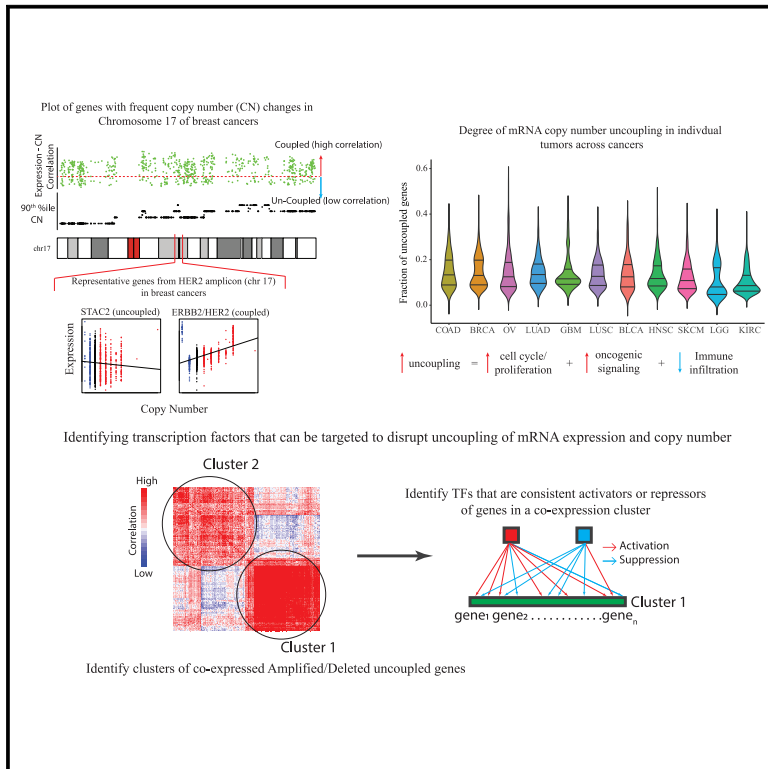 Plot of genes with frequent copy number (CN) changes in
Chromosome 17 of breast cancers
Expression - CN
Correlation
Coupled (high correlation)
Un-Coupled (low correlation)
90th %ile
CN
chr17
Representative genes from HER2 amplicon (chr 17)
in breast cancers
STAC2 (uncoupled)
ERBB2/HER2 (coupled)
Expression
Copy Number
Degree of mRNA copy number uncoupling in indivdual
tumors across cancers
Fraction of uncoupled genes
0.6
0.4
0.2
0.0
COAD BRCA OV LUAD GBM LUSC BLCA HNSC SKCM LGG KIRC
uncoupling = cell cycle/ proliferation + oncogenic signaling + Immune infiltration
Identifying transcription factors that can be targeted to disrupt uncoupling of mRNA expression and copy number
High
Correlation
Low
Cluster 2
Cluster 1
Identify clusters of co-expressed Amplified/Deleted uncoupled genes
Identify TFs that are consistent activators or repressors
of genes in a co-expression cluster
Activation
Suppression
Cluster 1
gene1 gene2 . . . . . . . . . . . . genen